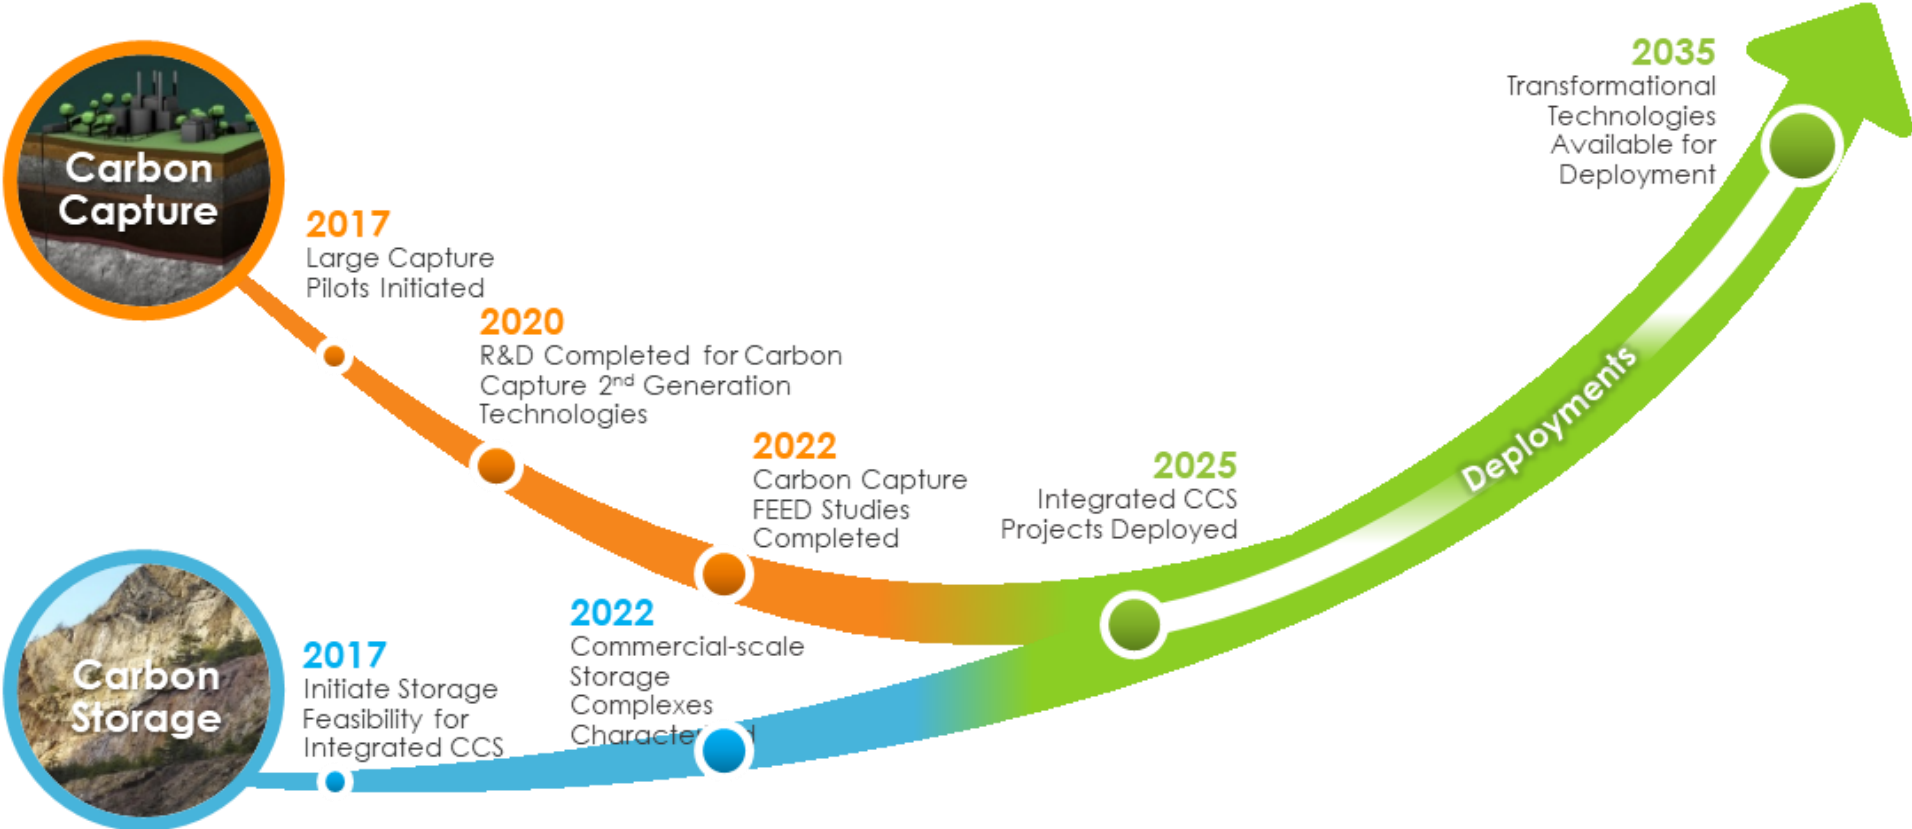 Carbon
Capture
2017
Large Capture
Pilots Initiated
2020
R&D Completed for Carbon
Capture 2nd Generation
Technologies
2022
Carbon Capture
FEED Studies
Completed
2025
Integrated CCS
Projects Deployed
2035
Transformational
Technologies
Available for
Deployment
Deployments
Carbon
Storage
2017
Initiate Storage
Feasibility for
Integrated CCS
2022
Commercial-scale
Storage
Complexes